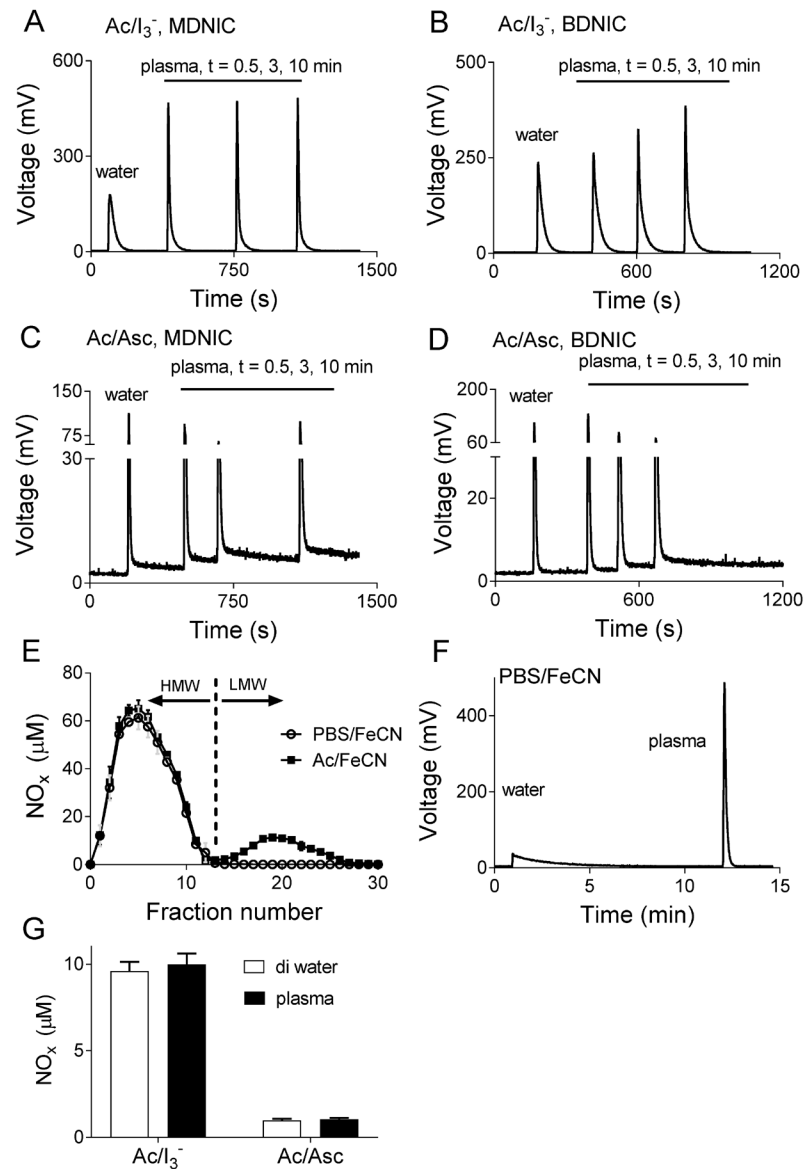 A
Ac/I₃⁻, MDNIC
plasma, t = 0.5, 3, 10 min
water
Voltage (mV)
600
300
0
0 750 1500
Time (s)
B
Ac/I₃⁻, BDNIC
plasma, t = 0.5, 3, 10 min
water
Voltage (mV)
500
250
0
0 600 1200
Time (s)
C
Ac/Asc, MDNIC
plasma, t = 0.5, 3, 10 min
water
Voltage (mV)
150
75
30
0
0 750 1500
Time (s)
D
Ac/Asc, BDNIC
plasma, t = 0.5, 3, 10 min
water
Voltage (mV)
200
60
20
0
0 600 1200
Time (s)
E
HMW LMW
PBS/FeCN
Ac/FeCN
NOₓ (μM)
80
60
40
20
0
0 10 20 30
Fraction number
F
PBS/FeCN
plasma
water
Voltage (mV)
400
200
0
0 5 10 15
Time (min)
G
di water
plasma
NOₓ (μM)
10
5
0
Ac/I₃⁻ Ac/Asc